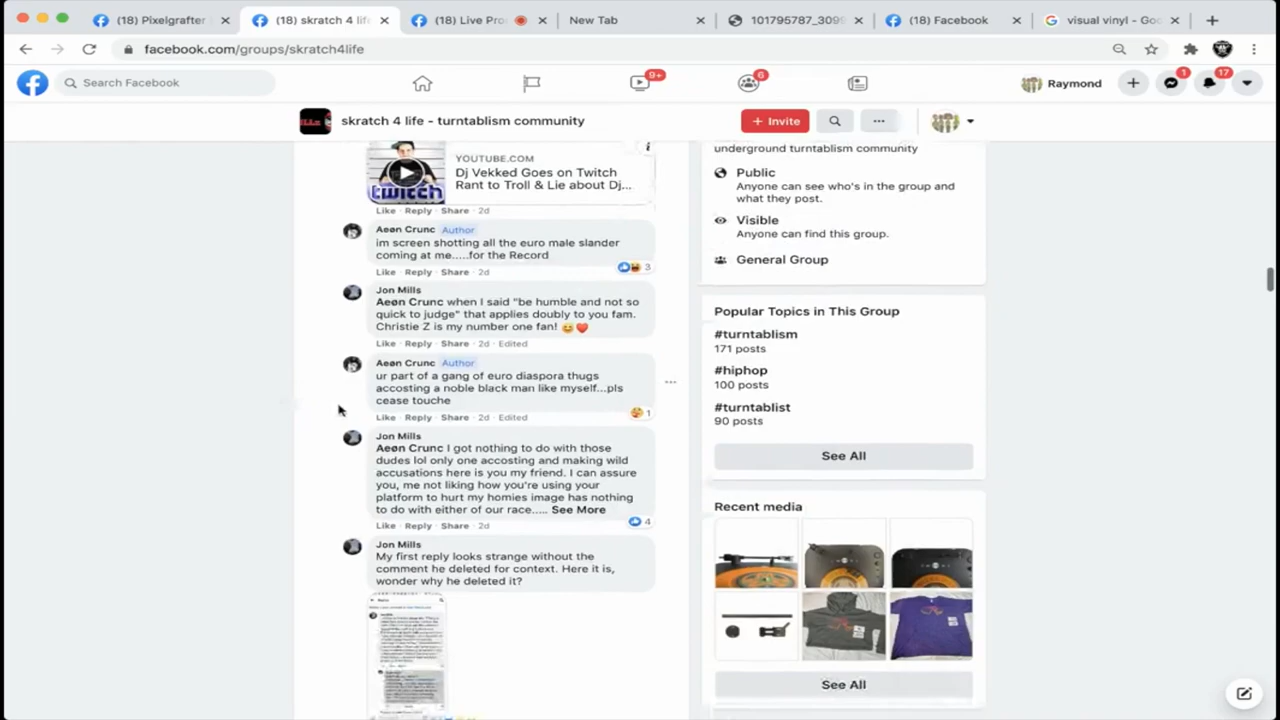 (18) Pixelgrafter
(18) skratch 4 life
(18) Live Pro
New Tab
101795787_309
(18) Facebook
visual vinyl - Goo
facebook.com/groups/skratch4life
Search Facebook
9+
6
Raymond
1
17
skratch 4 life - turntablism community
+ Invite
YOUTUBE.COM
Dj Vekked Goes on Twitch
Rant to Troll & Lie about Dj...
twitch
Like · Reply · Share · 2d
Aeøn Crunc Author
im screen shotting all the euro male slander
coming at me.....for the Record
3
Like · Reply · Share · 2d
Jon Mills
Aeøn Crunc when I said "be humble and not so
quick to judge" that applies doubly to you fam.
Christie Z is my number one fan! 😆❤️
Like · Reply · Share · 2d · Edited
Aeøn Crunc Author
ur part of a gang of euro diaspora thugs
accosting a noble black man like myself...pls
cease touche
1
Like · Reply · Share · 2d · Edited
Jon Mills
Aeøn Crunc I got nothing to do with those
dudes lol only one accosting and making wild
accusations here is you my friend. I can assure
you, me not liking how you're using your
platform to hurt my homies image has nothing
to do with either of our race..... See More
4
Like · Reply · Share · 2d
Jon Mills
My first reply looks strange without the
comment he deleted for context. Here it is,
wonder why he deleted it?
underground turntablism community
Public
Anyone can see who's in the group and
what they post.
Visible
Anyone can find this group.
General Group
Popular Topics in This Group
#turntablism
171 posts
#hiphop
100 posts
#turntablist
90 posts
See All
Recent media
See All